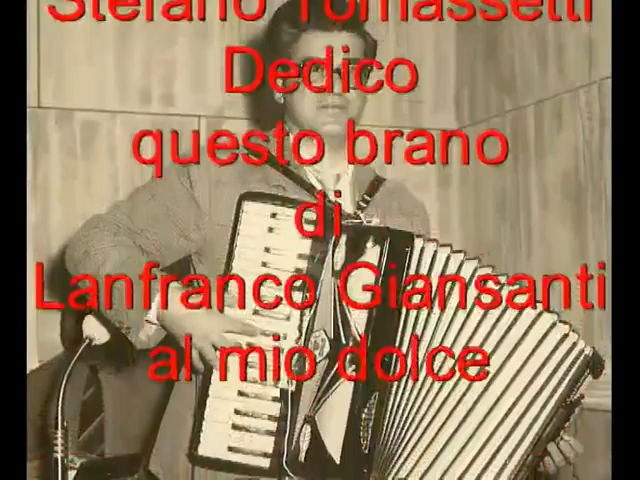 Stefano Tomassetti
Dedico
questo brano
di
Lanfranco Giansanti
al mio dolce